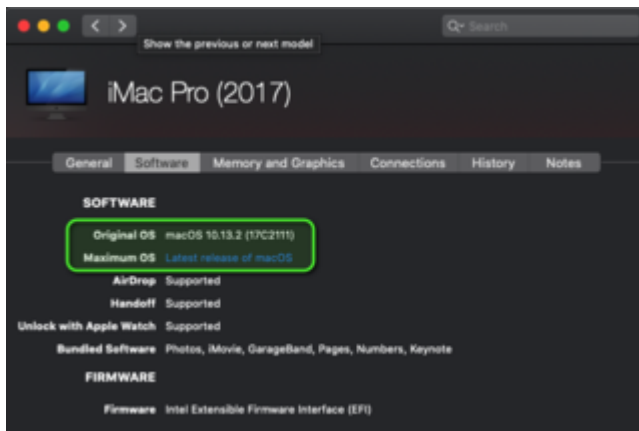 Search
Show the previous or next model
iMac Pro (2017)
General Software Memory and Graphics Connections History Notes
SOFTWARE
Original OS macOS 10.13.2 (17C2111)
Maximum OS Latest release of macOS
AirDrop Supported
Handoff Supported
Unlock with Apple Watch Supported
Bundled Software Photos, iMovie, GarageBand, Pages, Numbers, Keynote
FIRMWARE
Firmware Intel Extensible Firmware Interface (EFI)